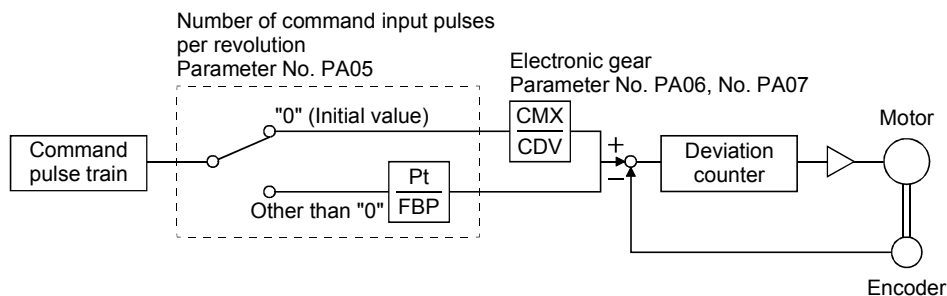 Number of command input pulses
per revolution
Parameter No. PA05
Electronic gear
Parameter No. PA06, No. PA07
"0" (Initial value)
CMX
CDV
Motor
Command
pulse train
+
−
Deviation
counter
Pt
FBP
Other than "0"
Encoder